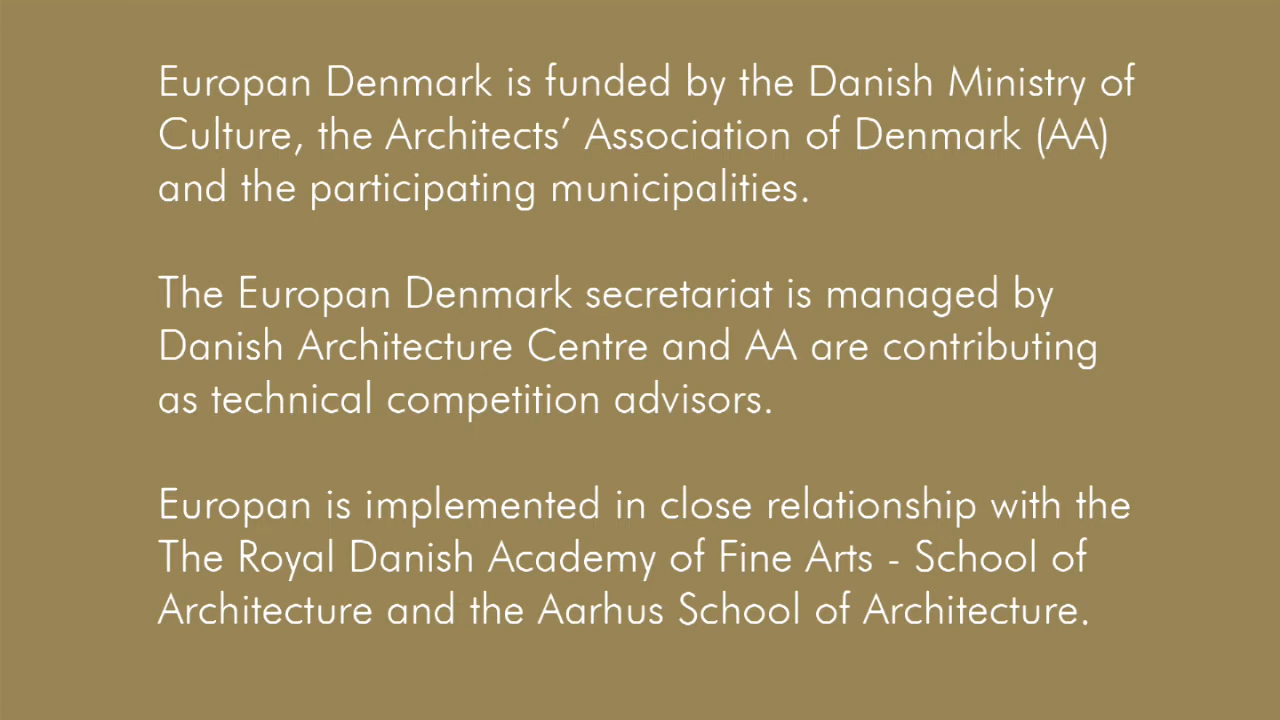 Europan Denmark is funded by the Danish Ministry of
Culture, the Architects’ Association of Denmark (AA)
and the participating municipalities.
The Europan Denmark secretariat is managed by
Danish Architecture Centre and AA are contributing
as technical competition advisors.
Europan is implemented in close relationship with the
The Royal Danish Academy of Fine Arts - School of
Architecture and the Aarhus School of Architecture.